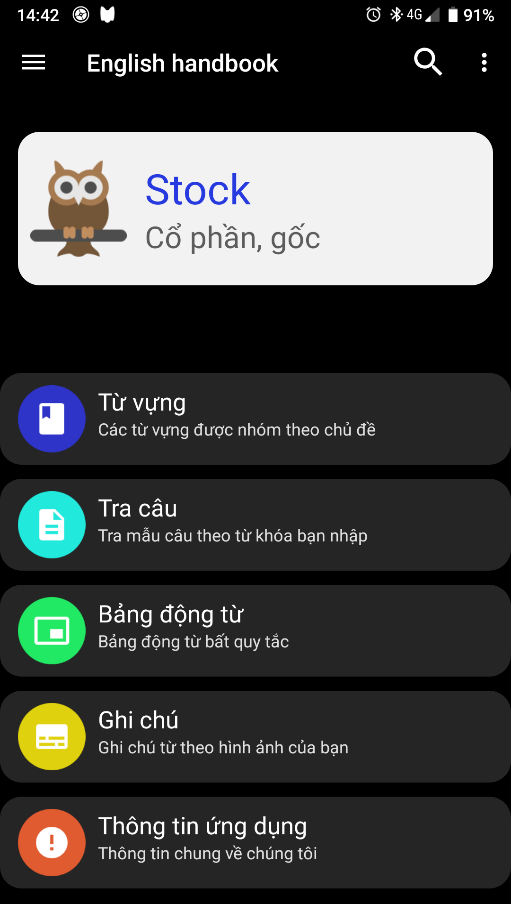 14:42 4G 91%
English handbook
Stock
Cổ phần, gốc
Từ vựng
Các từ vựng được nhóm theo chủ đề
Tra câu
Tra mẫu câu theo từ khóa bạn nhập
Bảng động từ
Bảng động từ bất quy tắc
Ghi chú
Ghi chú từ theo hình ảnh của bạn
Thông tin ứng dụng
Thông tin chung về chúng tôi